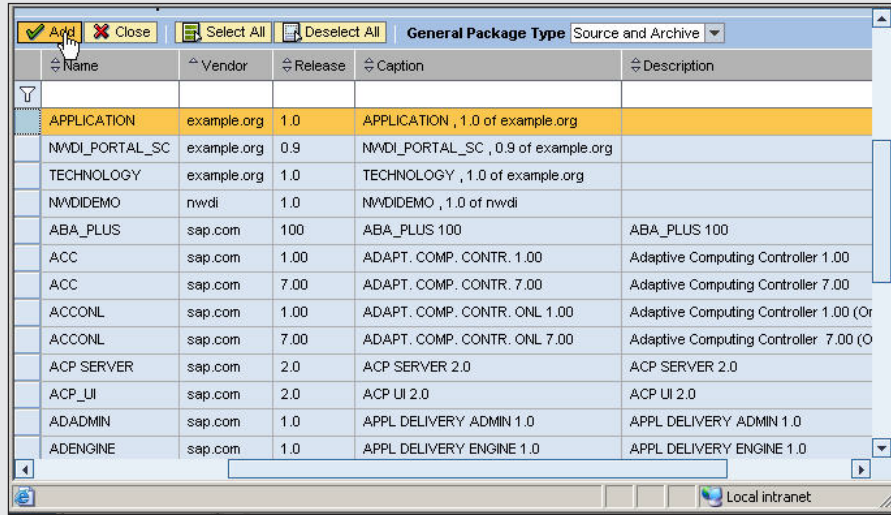 Add Close Select All Deselect All General Package Type Source and Archive
Name Vendor Release Caption Description
APPLICATION example.org 1.0 APPLICATION , 1.0 of example.org
NWDI_PORTAL_SC example.org 0.9 NWDI_PORTAL_SC , 0.9 of example.org
TECHNOLOGY example.org 1.0 TECHNOLOGY , 1.0 of example.org
NWDIDEMO nwdi 1.0 NWDIDEMO , 1.0 of nwdi
ABA_PLUS sap.com 100 ABA_PLUS 100 ABA_PLUS 100
ACC sap.com 1.00 ADAPT. COMP. CONTR. 1.00 Adaptive Computing Controller 1.00
ACC sap.com 7.00 ADAPT. COMP. CONTR. 7.00 Adaptive Computing Controller 7.00
ACCONL sap.com 1.00 ADAPT. COMP. CONTR. ONL 1.00 Adaptive Computing Controller 1.00 (Or
ACCONL sap.com 7.00 ADAPT. COMP. CONTR. ONL 7.00 Adaptive Computing Controller 7.00 (O
ACP SERVER sap.com 2.0 ACP SERVER 2.0 ACP SERVER 2.0
ACP_UI sap.com 2.0 ACP UI 2.0 ACP UI 2.0
ADADMIN sap.com 1.0 APPL DELIVERY ADMIN 1.0 APPL DELIVERY ADMIN 1.0
ADENGINE sap.com 1.0 APPL DELIVERY ENGINE 1.0 APPL DELIVERY ENGINE 1.0
Local intranet